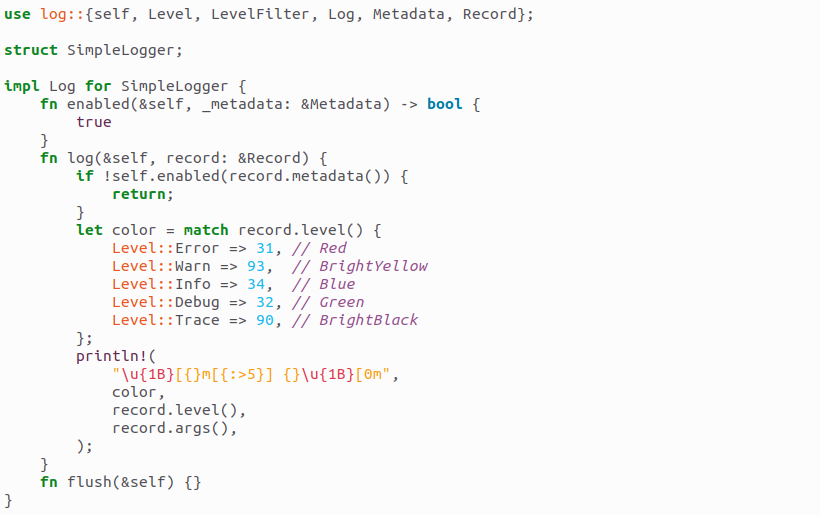 use log::{self, Level, LevelFilter, Log, Metadata, Record};

struct SimpleLogger;

impl Log for SimpleLogger {
    fn enabled(&self, _metadata: &Metadata) -> bool {
        true
    }
    fn log(&self, record: &Record) {
        if !self.enabled(record.metadata()) {
            return;
        }
        let color = match record.level() {
            Level::Error => 31, // Red
            Level::Warn => 93,  // BrightYellow
            Level::Info => 34,  // Blue
            Level::Debug => 32, // Green
            Level::Trace => 90, // BrightBlack
        };
        println!(
            "\u{1B}[{}m[{:>5}] {}\u{1B}[0m",
            color,
            record.level(),
            record.args(),
        );
    }
    fn flush(&self) {}
}